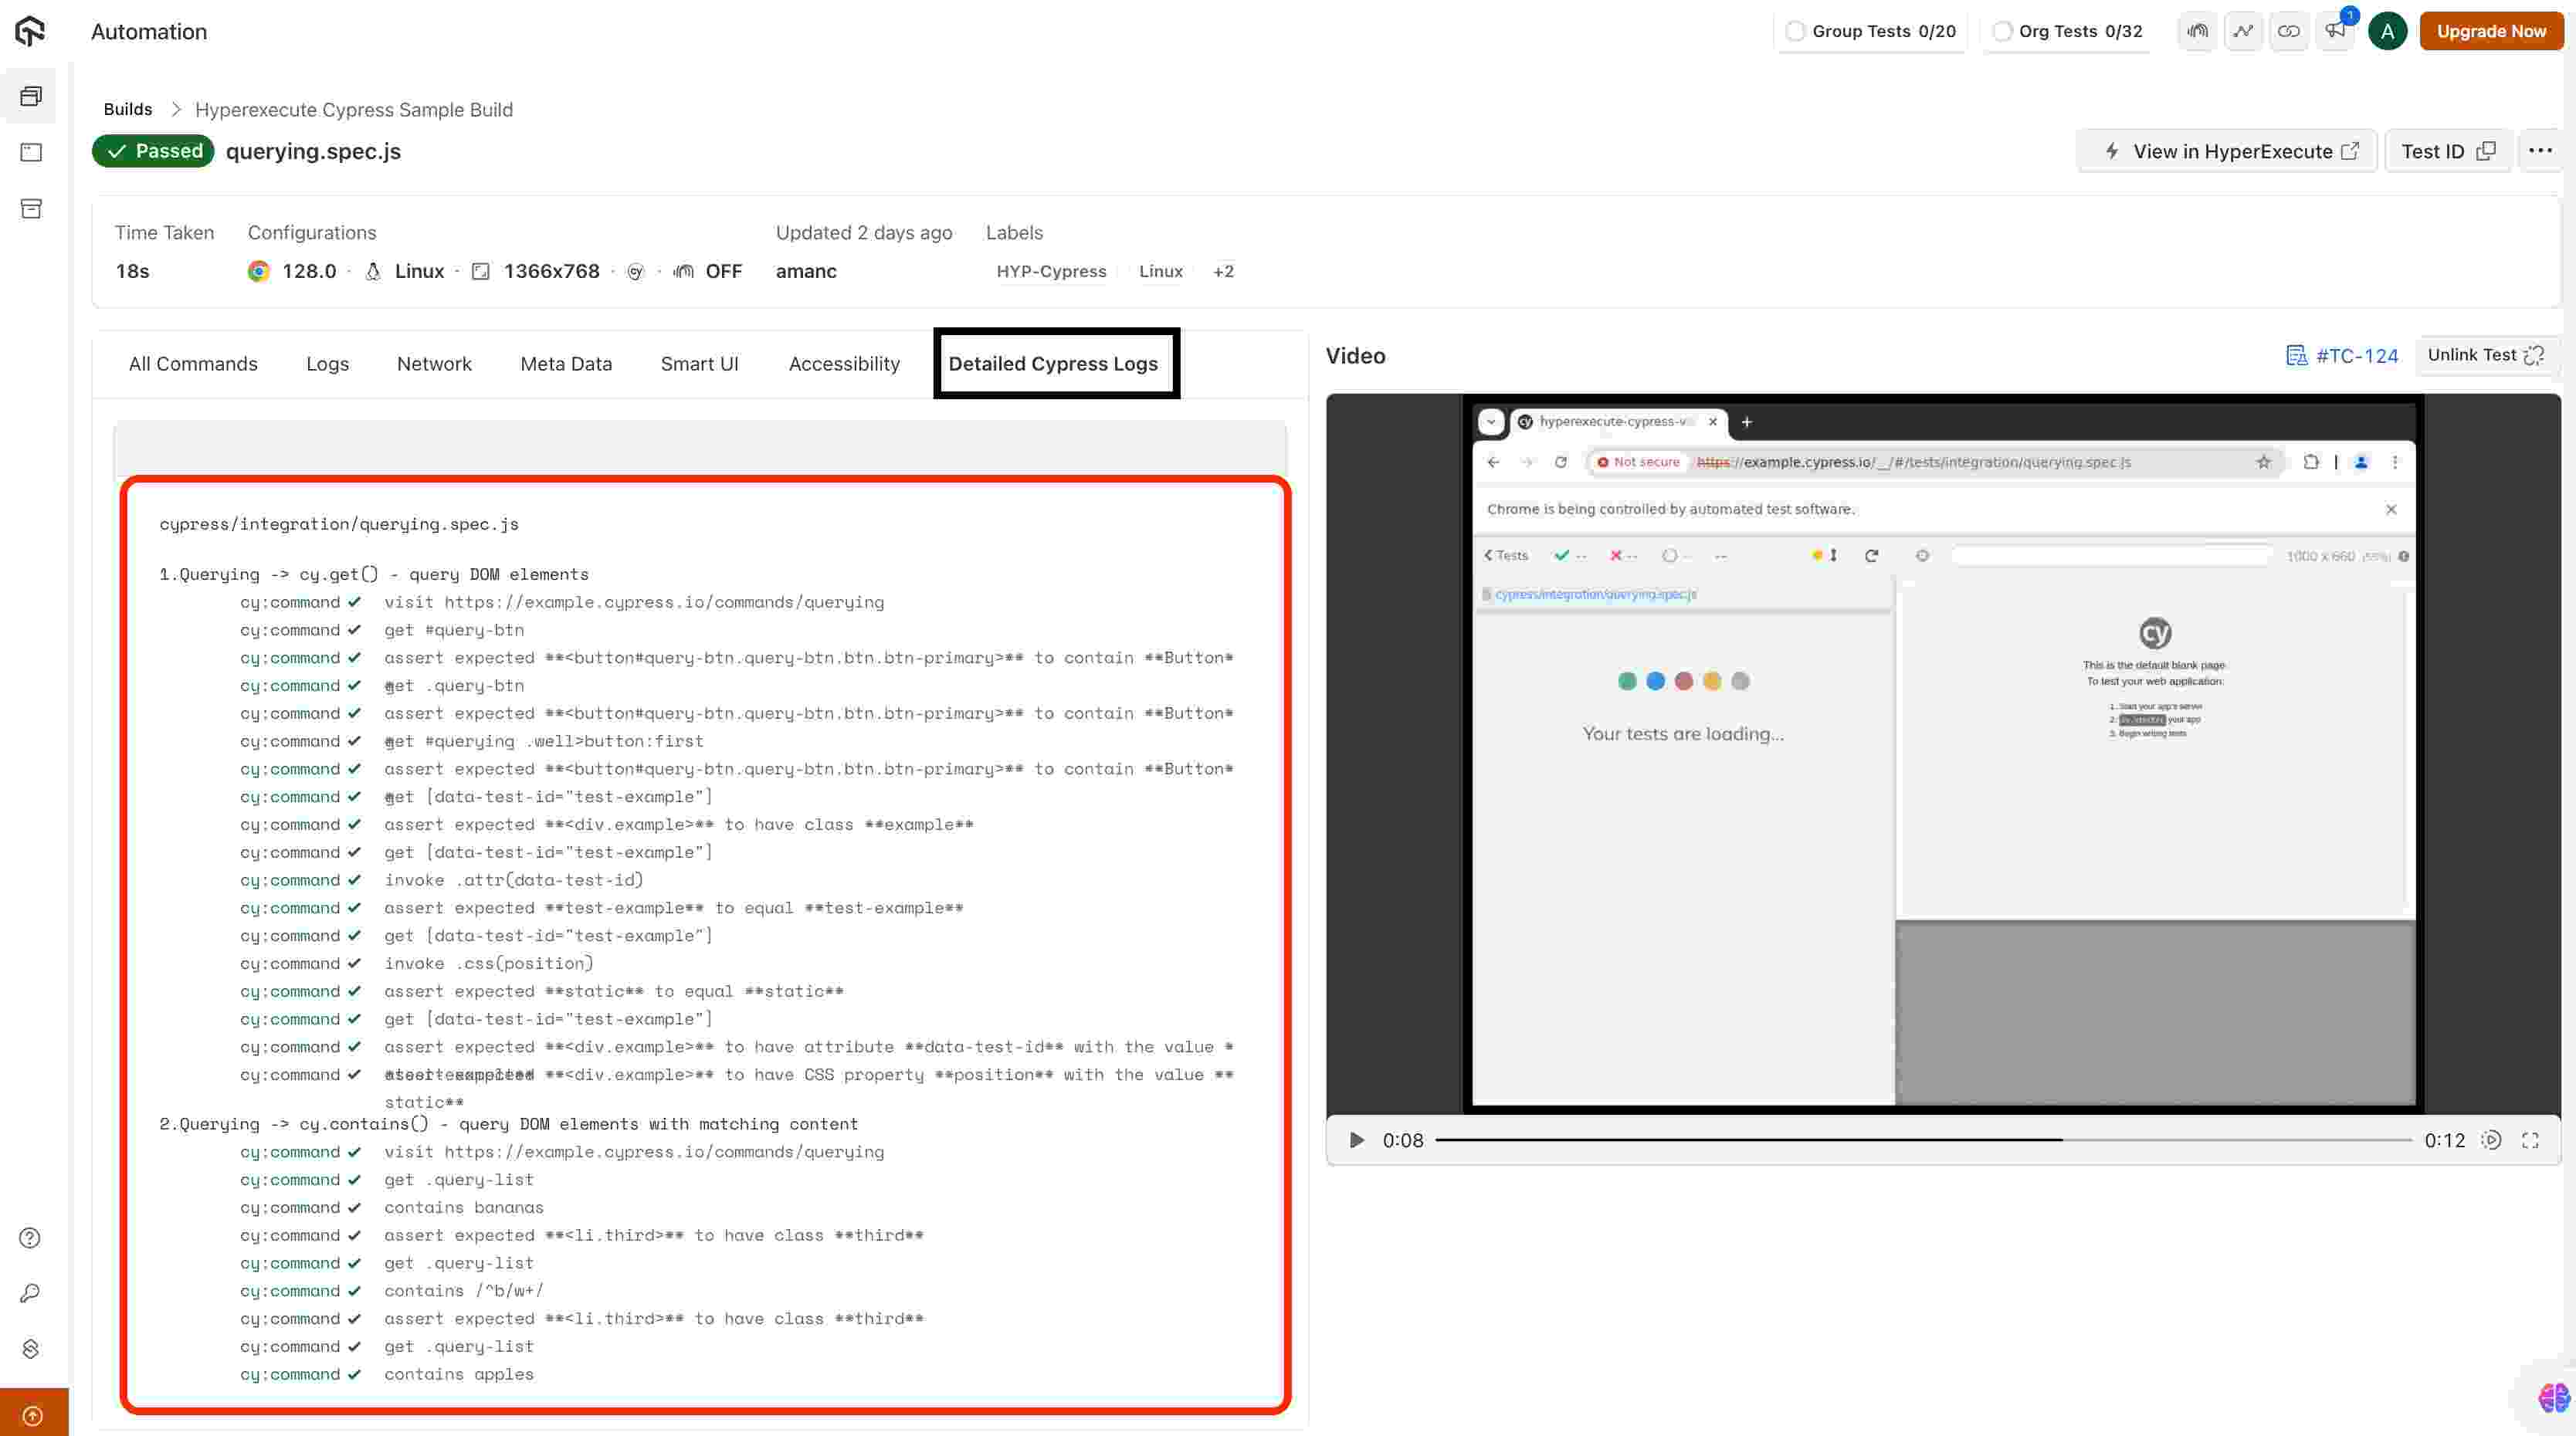 Automation
Group Tests 0/20
Org Tests 0/32
1
A
Upgrade Now
Builds > Hyperexecute Cypress Sample Build
Passed querying.spec.js
View in HyperExecute
Test ID
Time Taken
Configurations
Updated 2 days ago
Labels
18s
128.0 · Linux · 1366x768 · cy · OFF
amanc
HYP-Cypress
Linux
+2
All Commands
Logs
Network
Meta Data
Smart UI
Accessibility
Detailed Cypress Logs
cypress/integration/querying.spec.js
1.Querying -> cy.get() - query DOM elements
cy:command ✔ visit https://example.cypress.io/commands/querying
cy:command ✔ get #query-btn
cy:command ✔ assert expected **<button#query-btn.query-btn.btn.btn-primary>** to contain **Button*
*
cy:command ✔ get .query-btn
cy:command ✔ assert expected **<button#query-btn.query-btn.btn.btn-primary>** to contain **Button*
*
cy:command ✔ get #querying .well>button:first
cy:command ✔ assert expected **<button#query-btn.query-btn.btn.btn-primary>** to contain **Button*
*
cy:command ✔ get [data-test-id="test-example"]
cy:command ✔ assert expected **<div.example>** to have class **example**
cy:command ✔ get [data-test-id="test-example"]
cy:command ✔ invoke .attr(data-test-id)
cy:command ✔ assert expected **test-example** to equal **test-example**
cy:command ✔ get [data-test-id="test-example"]
cy:command ✔ invoke .css(position)
cy:command ✔ assert expected **static** to equal **static**
cy:command ✔ get [data-test-id="test-example"]
cy:command ✔ assert expected **<div.example>** to have attribute **data-test-id** with the value *
*test-example**
cy:command ✔ assert expected **<div.example>** to have CSS property **position** with the value **
static**
2.Querying -> cy.contains() - query DOM elements with matching content
cy:command ✔ visit https://example.cypress.io/commands/querying
cy:command ✔ get .query-list
cy:command ✔ contains bananas
cy:command ✔ assert expected **<li.third>** to have class **third**
cy:command ✔ get .query-list
cy:command ✔ contains /^b/w+/
cy:command ✔ assert expected **<li.third>** to have class **third**
cy:command ✔ get .query-list
cy:command ✔ contains apples
Video
#TC-124
Unlink Test
cy hyperexecute-cypress-v
Not secure https://example.cypress.io/__/#/tests/integration/querying.spec.js
Chrome is being controlled by automated test software.
< Tests ✔ -- ✖ -- -- --
1000 x 660 (55%)
cypress/integration/querying.spec.js
Your tests are loading...
cy
This is the default blank page.
To test your web application:
1. Start your app's server
2. cy.visit() your app
3. Begin writing tests
0:08
0:12